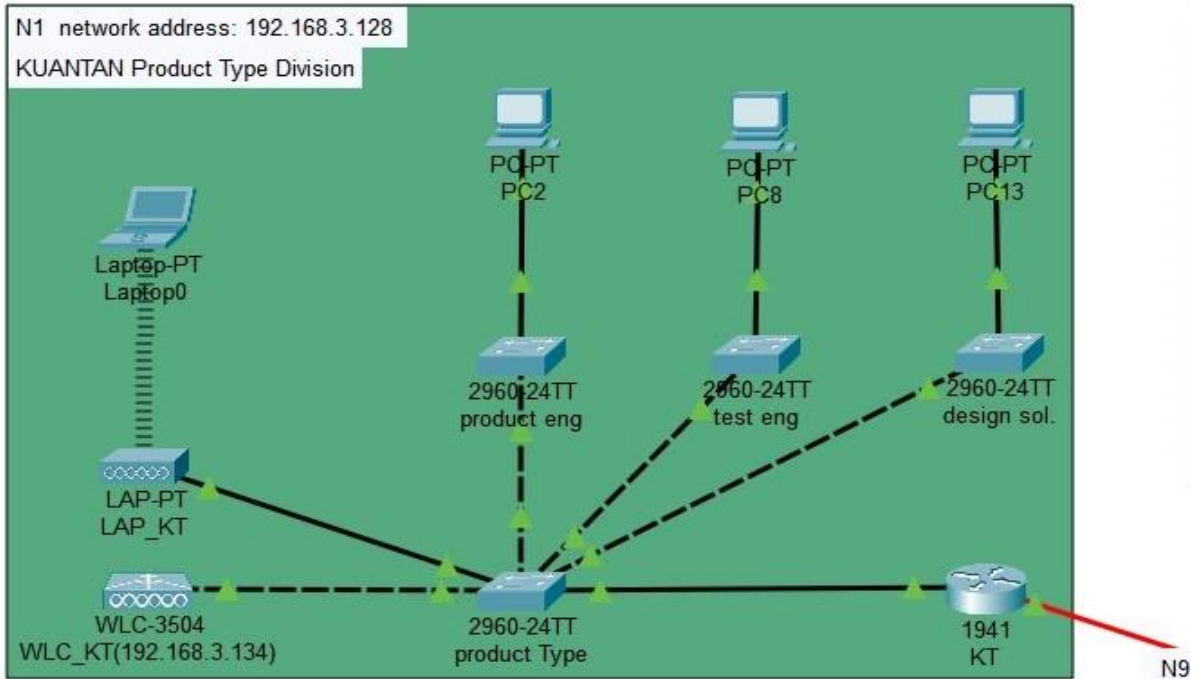 N1 network address: 192.168.3.128
KUANTAN Product Type Division
PC-PT
PC2
PC-PT
PC8
PC-PT
PC13
Laptop-PT
Laptop0
2960-24TT
product eng
2960-24TT
test eng
2960-24TT
design sol.
LAP-PT
LAP_KT
WLC-3504
WLC_KT(192.168.3.134)
2960-24TT
product Type
1941
KT
N9